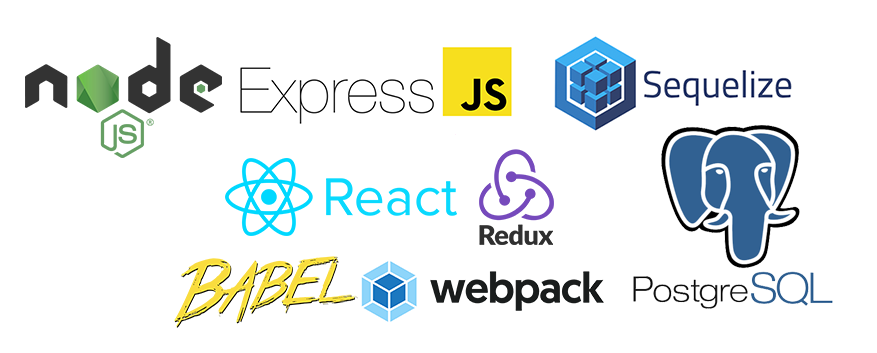 node
JS®
Express JS
Sequelize
React
Redux
BABEL
webpack
PostgreSQL